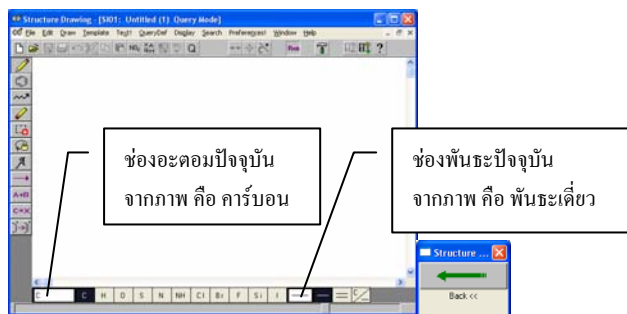 Structure Drawing - [SI01: Untitled (1) Query Mode]
File Edit Draw Template Text! QueryDef Display Search Preferences! Window Help
NO₂
?
ช่องอะตอมปัจจุบัน
จากภาพ คือ คาร์บอน
ช่องพันธะปัจจุบัน
จากภาพ คือ พันธะเดี่ยว
A→B
Structure ...
Back <<
C C H O S N NH Cl Br F Si I